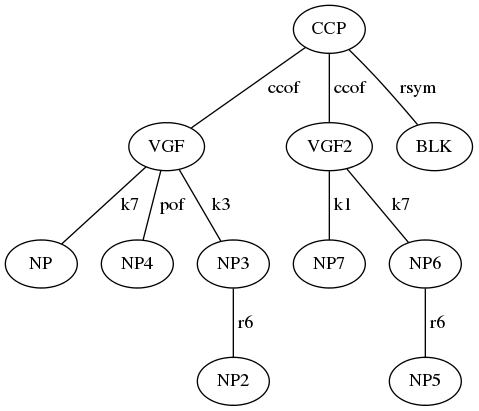 CCP
ccof ccof rsym
VGF VGF2 BLK
k7 pof k3 k1 k7
NP NP4 NP3 NP7 NP6
r6 r6
NP2 NP5